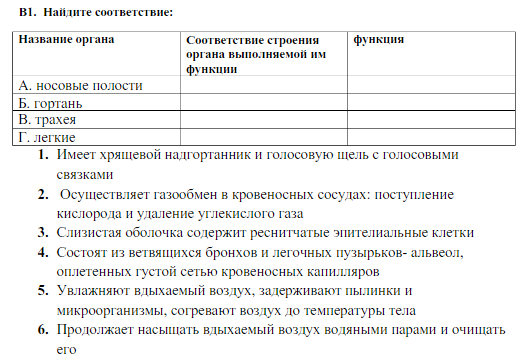 В1. Найдите соответствие:
Название органа
Соответствие строения
органа выполняемой им
функции
функция
А. носовые полости
Б. гортань
В. трахея
Г. легкие
1. Имеет хрящевой надгортанник и голосовую щель с голосовыми
связками
2. Осуществляет газообмен в кровеносных сосудах: поступление
кислорода и удаление углекислого газа
3. Слизистая оболочка содержит реснитчатые эпителиальные клетки
4. Состоят из ветвящихся бронхов и легочных пузырьков- альвеол,
оплетенных густой сетью кровеносных капилляров
5. Увлажняют вдыхаемый воздух, задерживают пылинки и
микроорганизмы, согревают воздух до температуры тела
6. Продолжает насыщать вдыхаемый воздух водяными парами и очищать
его